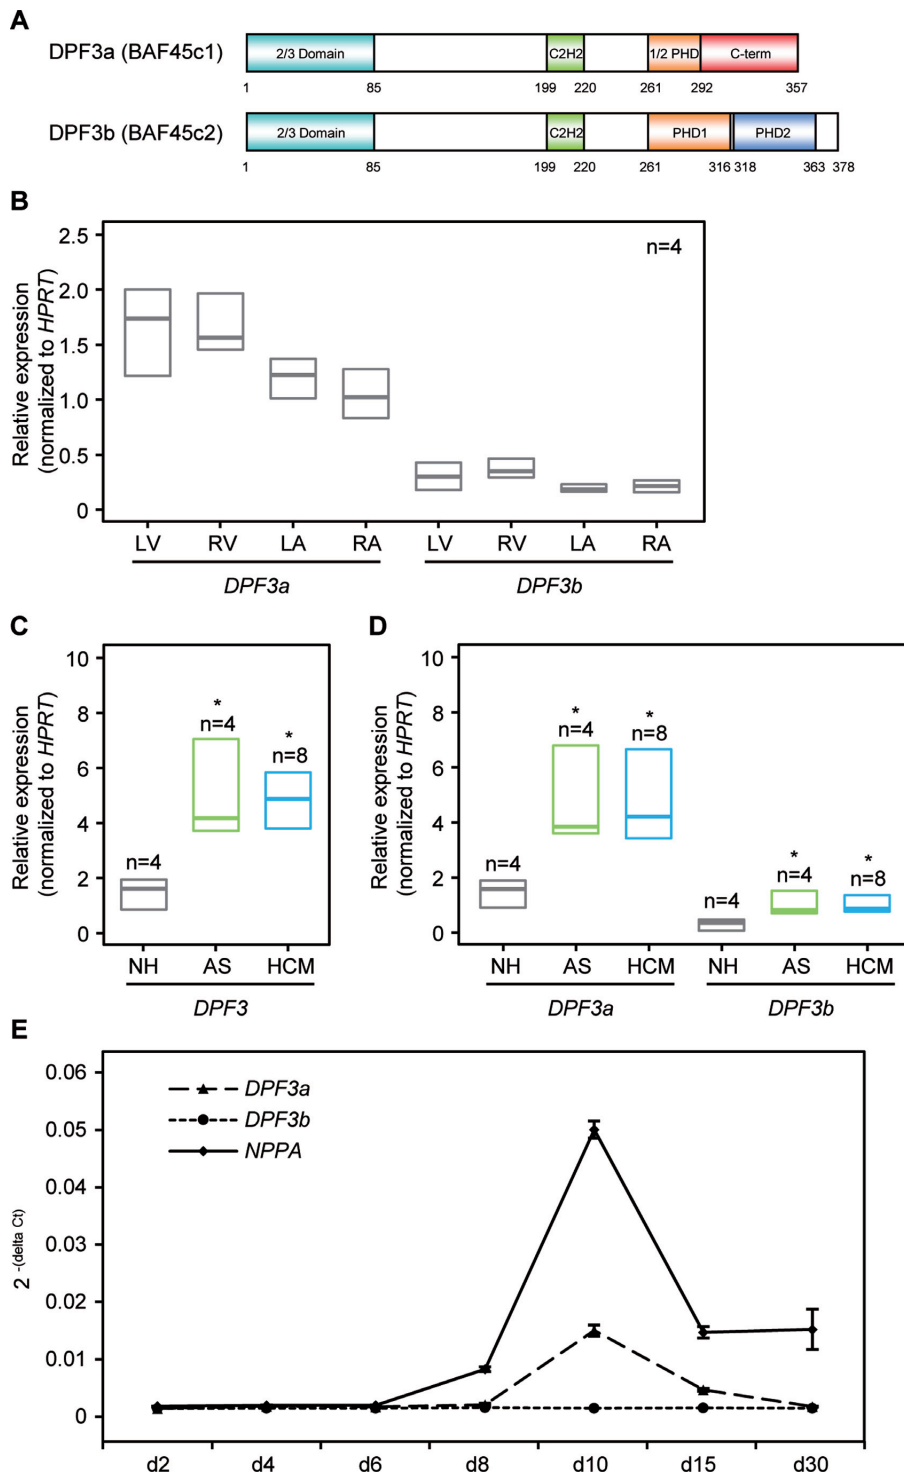 A
DPF3a (BAF45c1)
2/3 Domain
C2H2
1/2 PHD
C-term
1 85 199 220 261 292 357
DPF3b (BAF45c2)
2/3 Domain
C2H2
PHD1
PHD2
1 85 199 220 261 316 318 363 378
B
Relative expression
(normalized to HPRT)
2.5
2.0
1.5
1.0
0.5
0
n=4
LV RV LA RA LV RV LA RA
DPF3a DPF3b
C
Relative expression
(normalized to HPRT)
10
8
6
4
2
0
*
n=4
*
n=8
n=4
NH AS HCM
DPF3
D
Relative expression
(normalized to HPRT)
10
8
6
4
2
0
*
n=4
*
n=8
n=4
*
n=4
*
n=8
n=4
NH AS HCM NH AS HCM
DPF3a DPF3b
E
2 -(delta Ct)
0.06
0.05
0.04
0.03
0.02
0.01
0
DPF3a
DPF3b
NPPA
d2 d4 d6 d8 d10 d15 d30